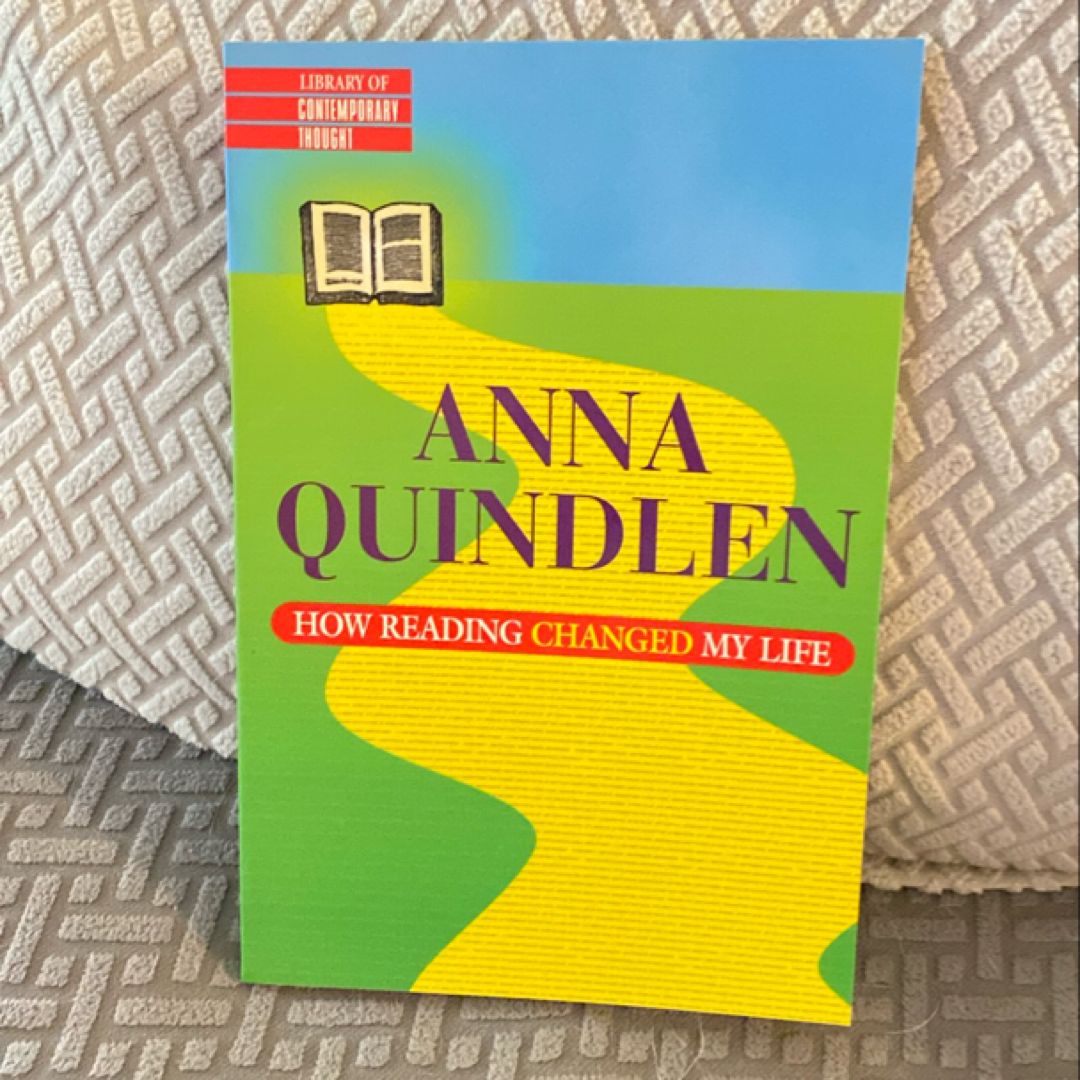 LIBRARY OF
CONTEMPORARY
THOUGHT
ANNA
QUINDLEN
HOW READING CHANGED MY LIFE